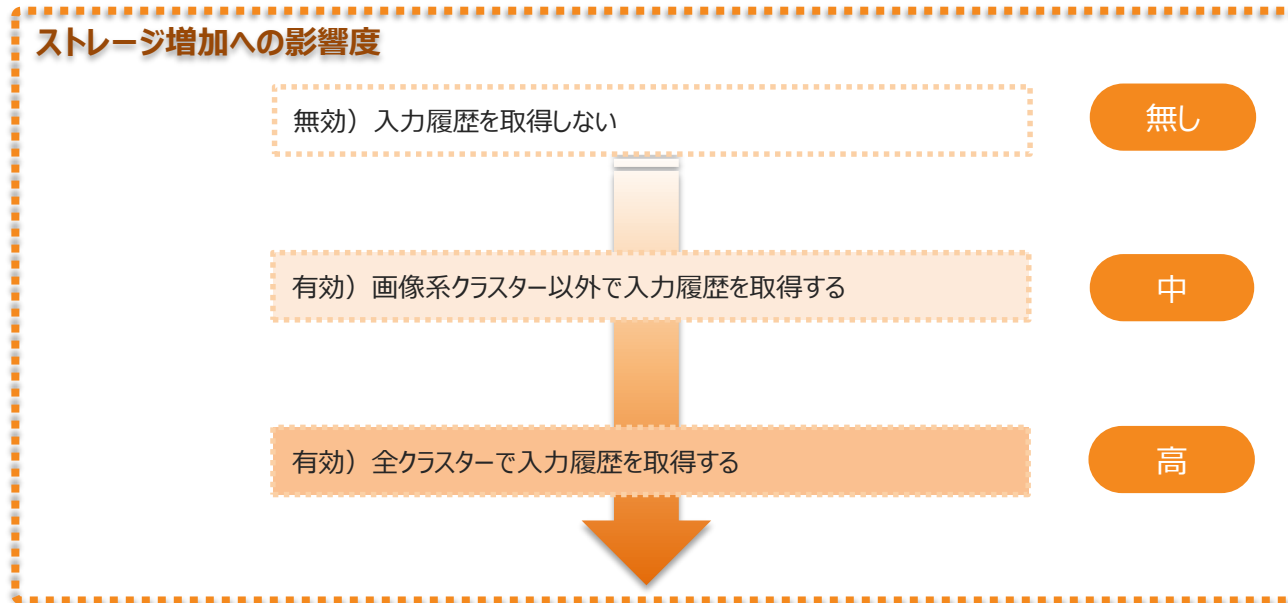 ストレージ増加への影響度
無効）入力履歴を取得しない
無し
有効）画像系クラスター以外で入力履歴を取得する
中
有効）全クラスターで入力履歴を取得する
高